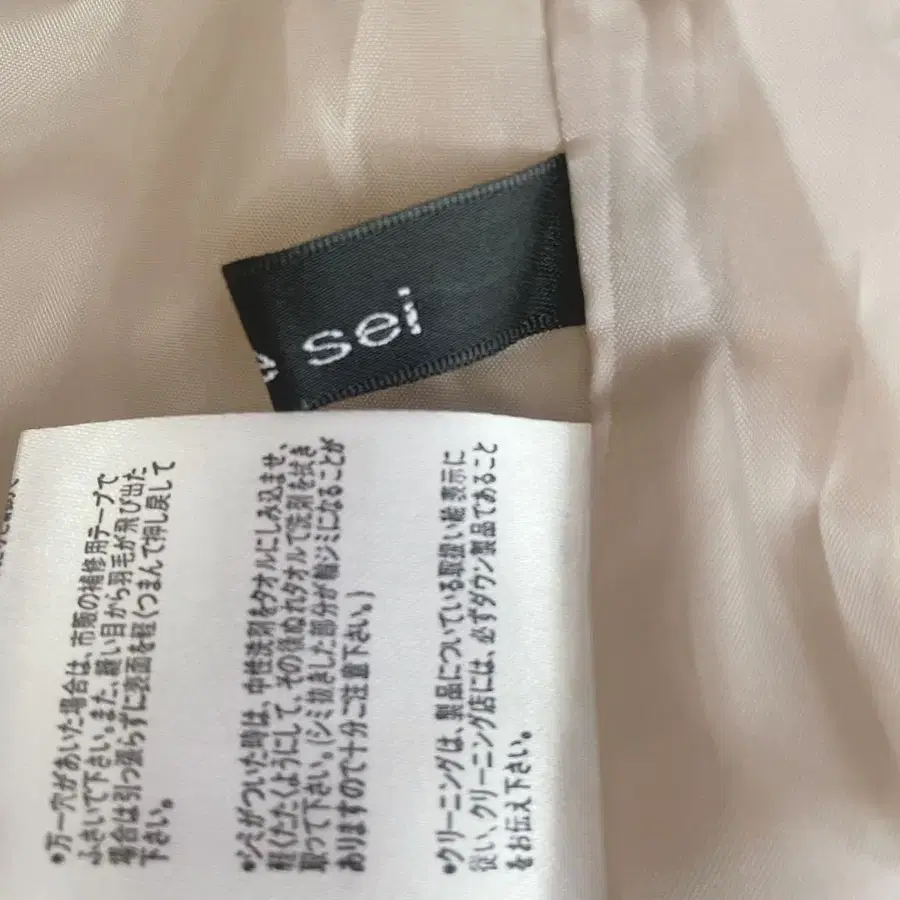 e sei
•万一穴があいた場合は、市販の補修用テープで
ふさいで下さい。また、縫い目から羽毛が飛び出た
場合は引っ張らずに表面を軽くつまんで押し戻して
下さい。
•シミがついた時は、中性洗剤をタオルにしみ込ませ、
軽くたたくようにして、その後ぬれタオルで洗剤を拭き
取って下さい。(シミ抜きした部分が輪ジミになることが
ありますので十分ご注意下さい。)
•クリーニングは、製品についている取扱い絵表示に
従い、クリーニング店には、必ずダウン製品であること
をお伝え下さい。